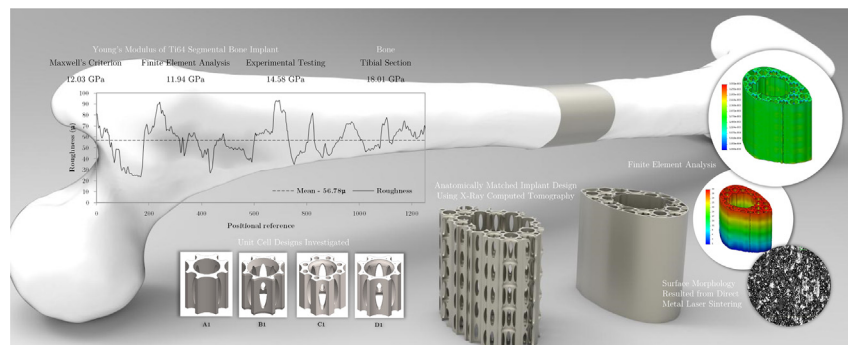 Young's Modulus of Ti64 Segmental Bone Implant
Bone
Maxwell's Criterion
Finite Element Analysis
Experimental Testing
Tibial Section
12.03 GPa
11.94 GPa
14.58 GPa
18.01 GPa
100
90
80
70
60
50
40
30
20
10
0
Roughness (µ)
Mean - 56.78µ
Roughness
0
200
400
600
800
1000
1200
Positional reference
Finite Element Analysis
Anatomically Matched Implant Design
Using X-Ray Computed Tomography
Unit Cell Designs Investigated
A1
B1
C1
D1
Surface Morphology
Resulted from Direct
Metal Laser Sintering